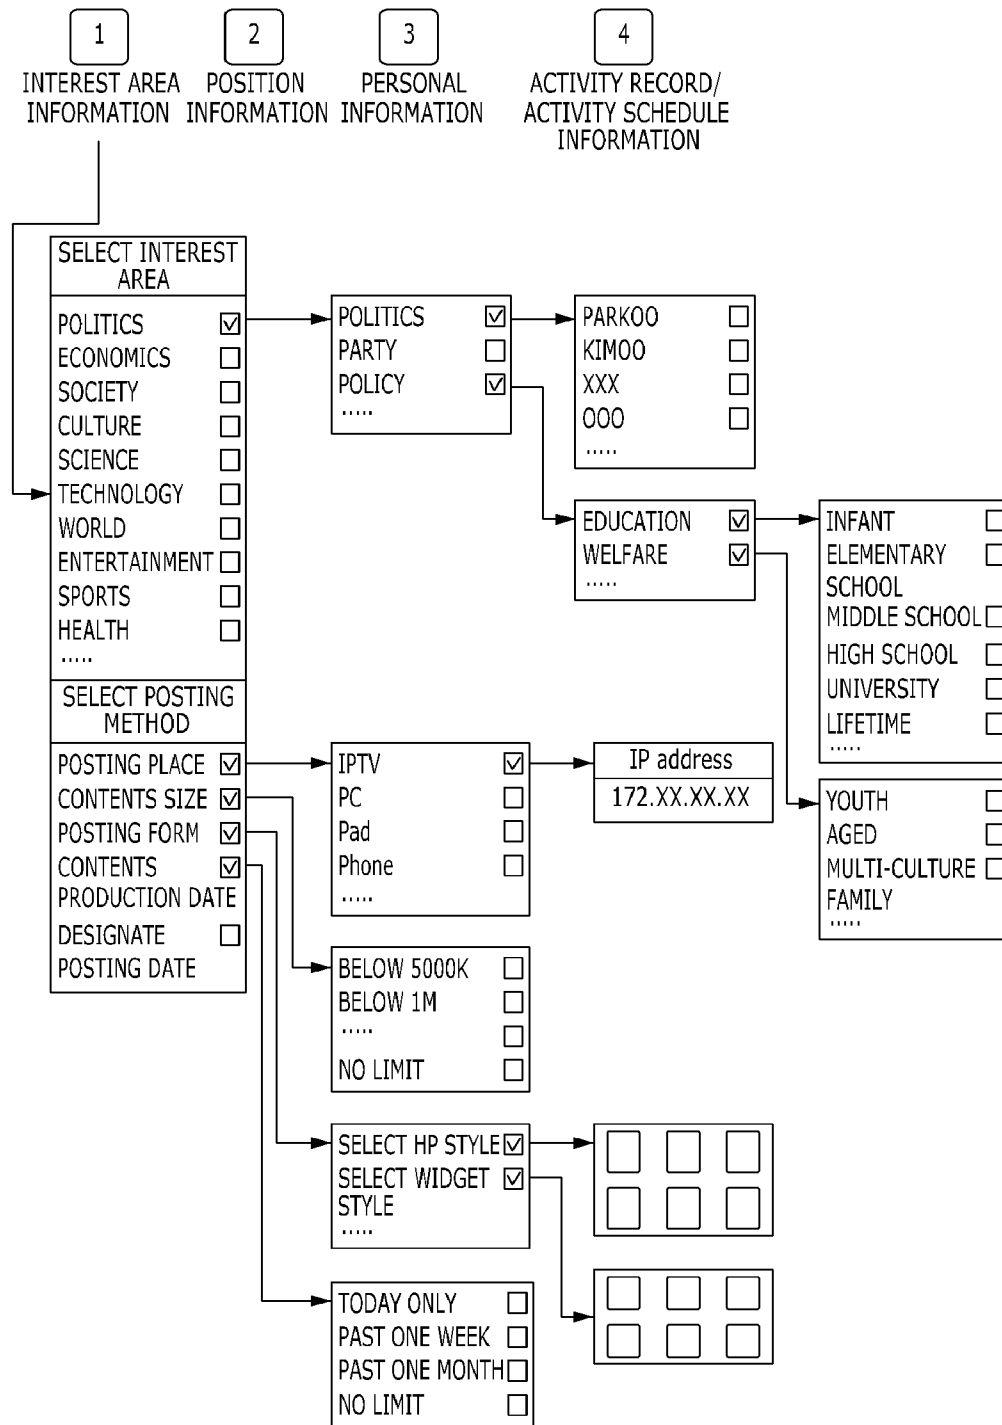 1
2
3
4
INTEREST AREA
INFORMATION
POSITION
INFORMATION
PERSONAL
INFORMATION
ACTIVITY RECORD/
ACTIVITY SCHEDULE
INFORMATION
SELECT INTEREST
AREA
POLITICS
ECONOMICS
SOCIETY
CULTURE
SCIENCE
TECHNOLOGY
WORLD
ENTERTAINMENT
SPORTS
HEALTH
.....
SELECT POSTING
METHOD
POSTING PLACE
CONTENTS SIZE
POSTING FORM
CONTENTS
PRODUCTION DATE
DESIGNATE
POSTING DATE
POLITICS
PARTY
POLICY
.....
PARKOO
KIMOO
XXX
OOO
.....
EDUCATION
WELFARE
.....
INFANT
ELEMENTARY
SCHOOL
MIDDLE SCHOOL
HIGH SCHOOL
UNIVERSITY
LIFETIME
.....
YOUTH
AGED
MULTI-CULTURE
FAMILY
.....
IPTV
PC
Pad
Phone
.....
IP address
172.XX.XX.XX
BELOW 5000K
BELOW 1M
.....
NO LIMIT
SELECT HP STYLE
SELECT WIDGET
STYLE
.....
TODAY ONLY
PAST ONE WEEK
PAST ONE MONTH
NO LIMIT